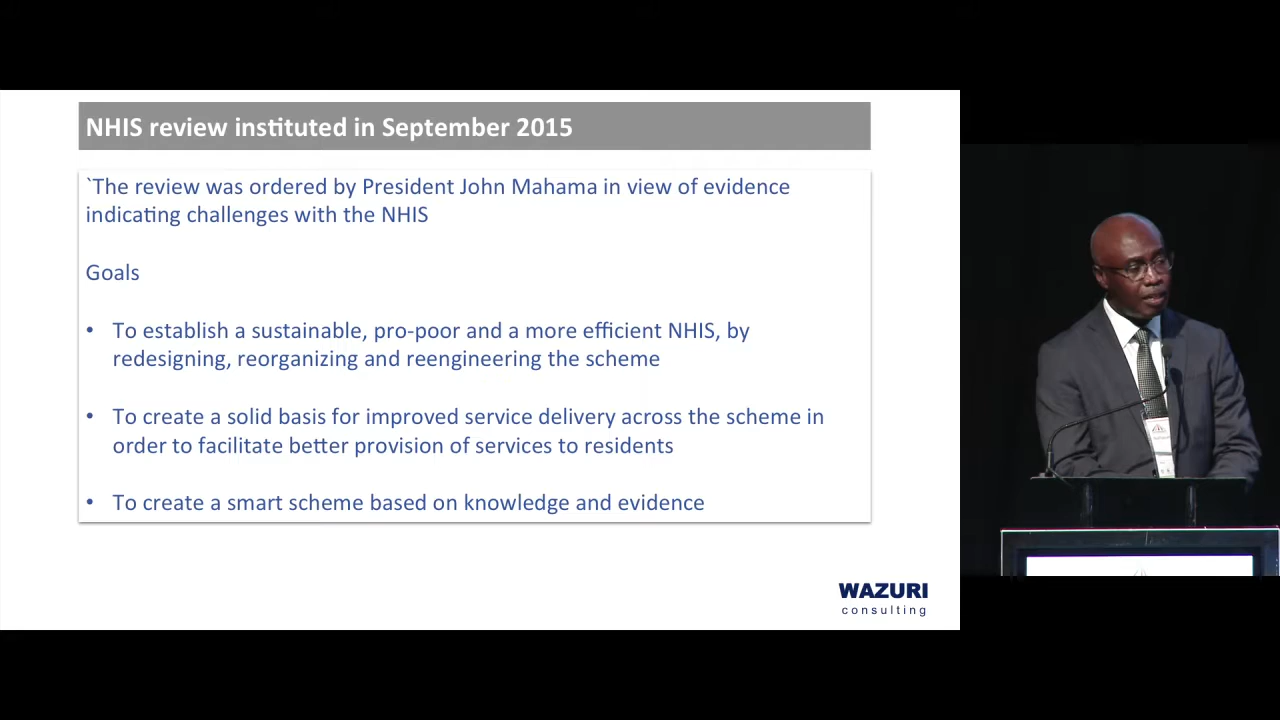 NHIS review instituted in September 2015
`The review was ordered by President John Mahama in view of evidence
indicating challenges with the NHIS
Goals
• To establish a sustainable, pro-poor and a more efficient NHIS, by
redesigning, reorganizing and reengineering the scheme
• To create a solid basis for improved service delivery across the scheme in
order to facilitate better provision of services to residents
• To create a smart scheme based on knowledge and evidence
WAZURI
consulting